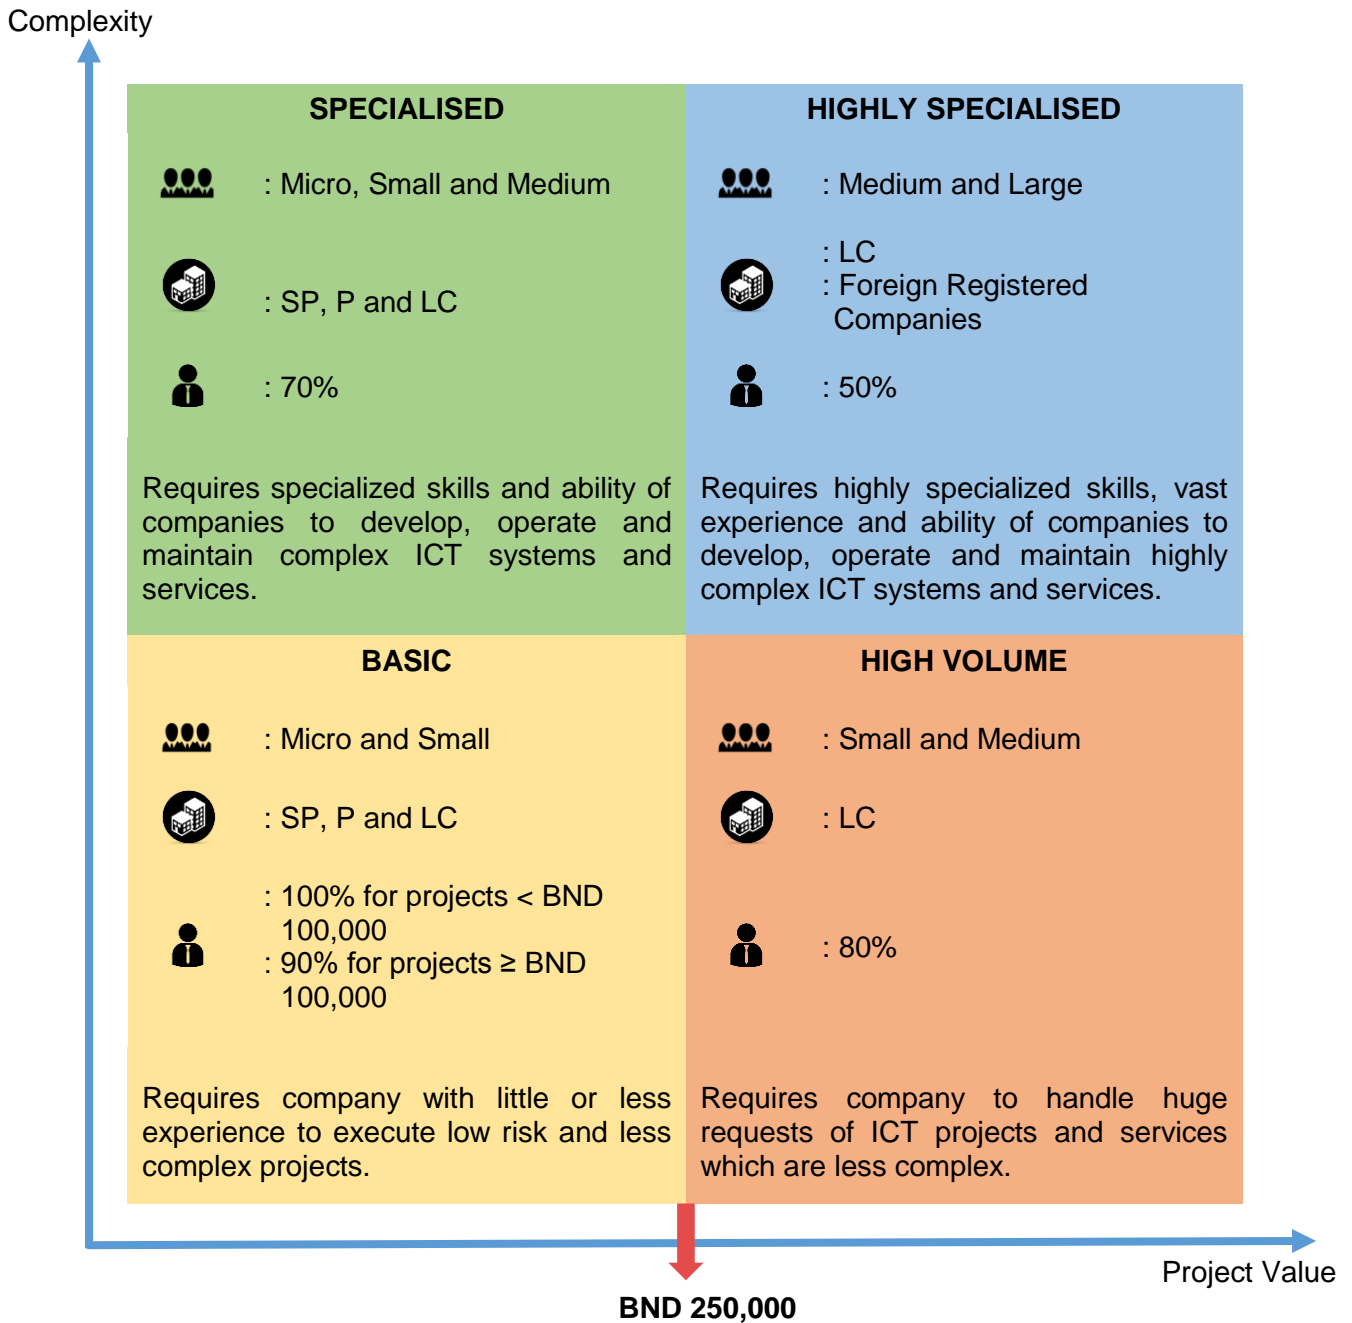 Complexity
SPECIALISED
: Micro, Small and Medium
: SP, P and LC
: 70%
Requires specialized skills and ability of
companies to develop, operate and
maintain complex ICT systems and
services.
HIGHLY SPECIALISED
: Medium and Large
: LC
: Foreign Registered
Companies
: 50%
Requires highly specialized skills, vast
experience and ability of companies to
develop, operate and maintain highly
complex ICT systems and services.
BASIC
: Micro and Small
: SP, P and LC
: 100% for projects < BND
100,000
: 90% for projects ≥ BND
100,000
Requires company with little or less
experience to execute low risk and less
complex projects.
HIGH VOLUME
: Small and Medium
: LC
: 80%
Requires company to handle huge
requests of ICT projects and services
which are less complex.
Project Value
BND 250,000